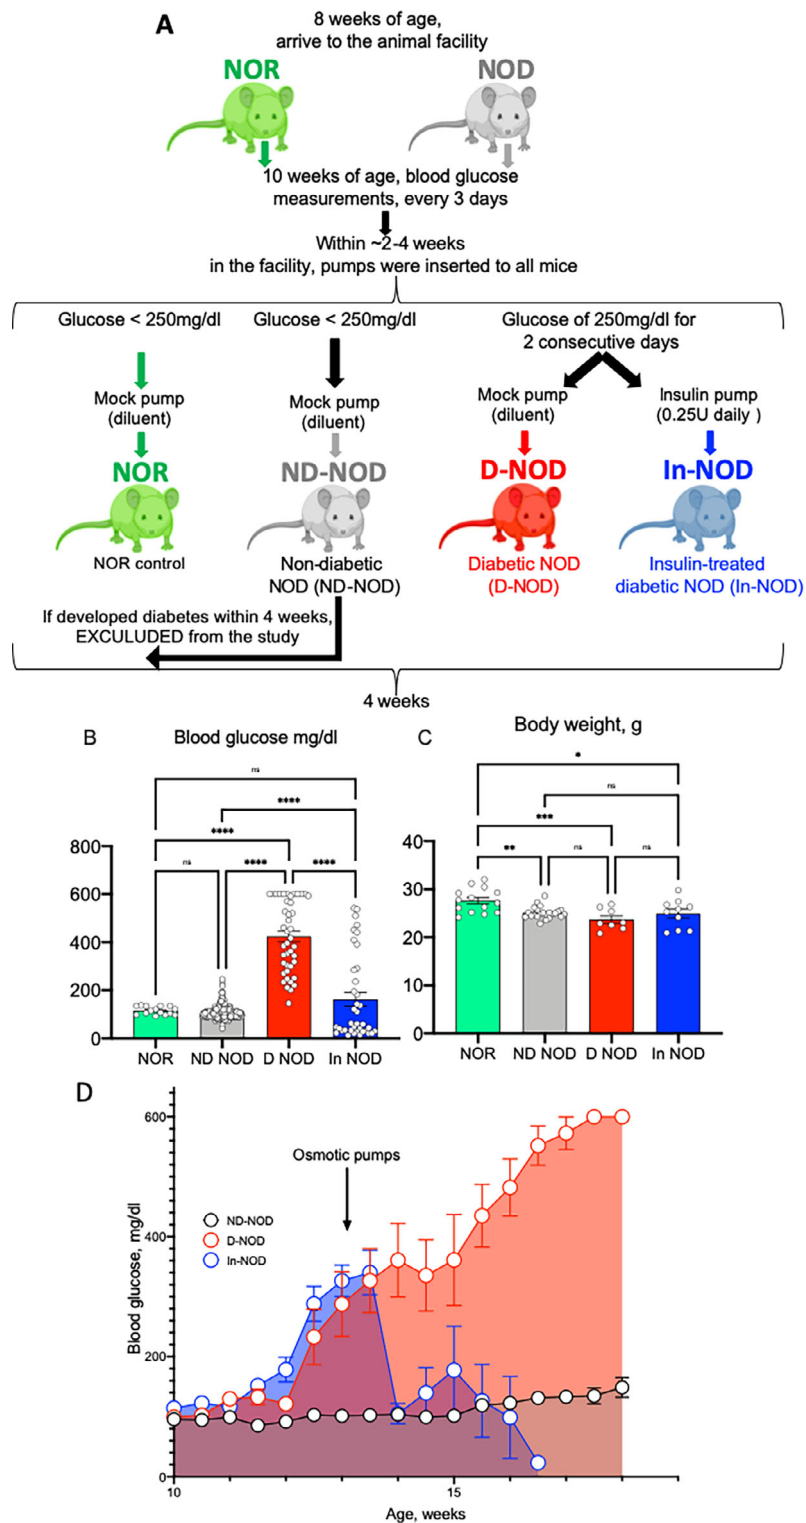 A
8 weeks of age,
arrive to the animal facility
NOR
NOD
10 weeks of age, blood glucose
measurements, every 3 days
Within ~2-4 weeks
in the facility, pumps were inserted to all mice
Glucose < 250mg/dl
Glucose < 250mg/dl
Glucose of 250mg/dl for
2 consecutive days
Mock pump
(diluent)
Mock pump
(diluent)
Mock pump
(diluent)
Insulin pump
(0.25U daily )
NOR
ND-NOD
D-NOD
In-NOD
NOR control
Non-diabetic
NOD (ND-NOD)
Diabetic NOD
(D-NOD)
Insulin-treated
diabetic NOD (In-NOD)
If developed diabetes within 4 weeks,
EXCULUDED from the study
4 weeks
B
Blood glucose mg/dl
ns
****
****
ns
****
****
800
600
400
200
0
NOR
ND NOD
D NOD
In NOD
C
Body weight, g
*
ns
***
**
ns
ns
40
30
20
10
0
NOR
ND NOD
D NOD
In NOD
D
Osmotic pumps
ND-NOD
D-NOD
In-NOD
Blood glucose, mg/dl
600
400
200
0
10
15
Age, weeks